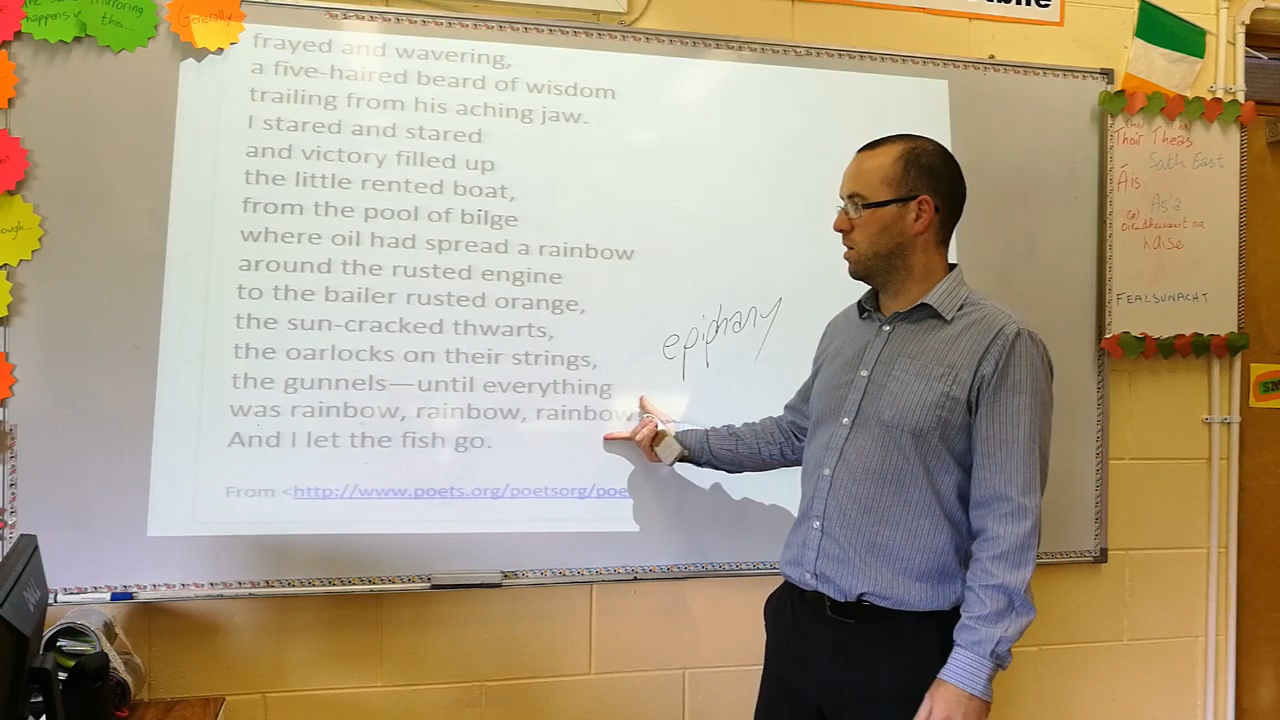 happens
mirroring
this...
Generally
frayed and wavering,
a five-haired beard of wisdom
trailing from his aching jaw.
I stared and stared
and victory filled up
the little rented boat,
from the pool of bilge
where oil had spread a rainbow
around the rusted engine
to the bailer rusted orange,
the sun-cracked thwarts,
the oarlocks on their strings,
the gunnels—until everything
was rainbow, rainbow, rainbow
And I let the fish go.
From <http://www.poets.org/poetsorg/poe
epiphany
Thoir Theas
South East
Áis
Asia
na
haise
FEALSUNACHT